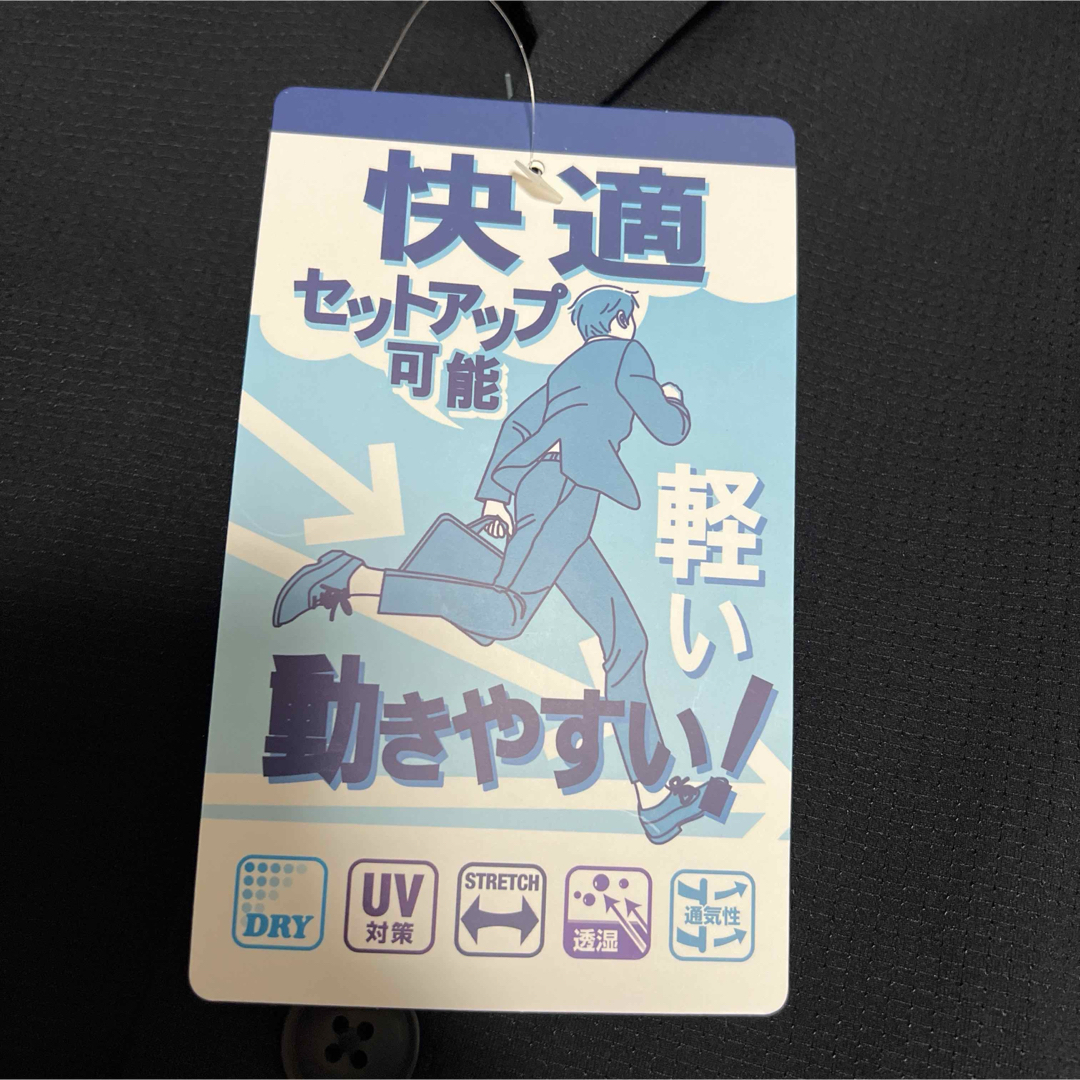 快適
セットアップ
可能
軽い
動きやすい!
DRY
UV
対策
STRETCH
透湿
通気性